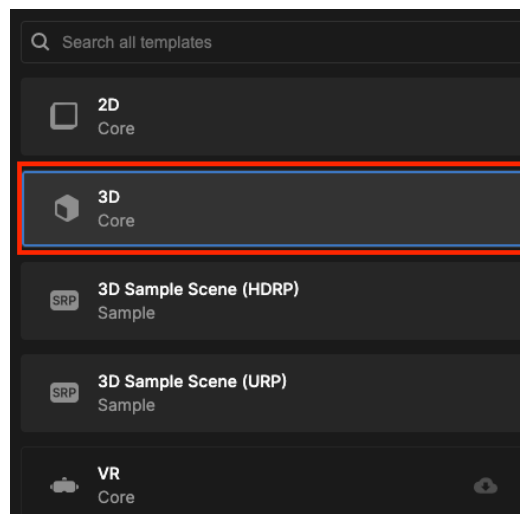 Search all templates
2D
Core
3D
Core
SRP
3D Sample Scene (HDRP)
Sample
SRP
3D Sample Scene (URP)
Sample
VR
Core